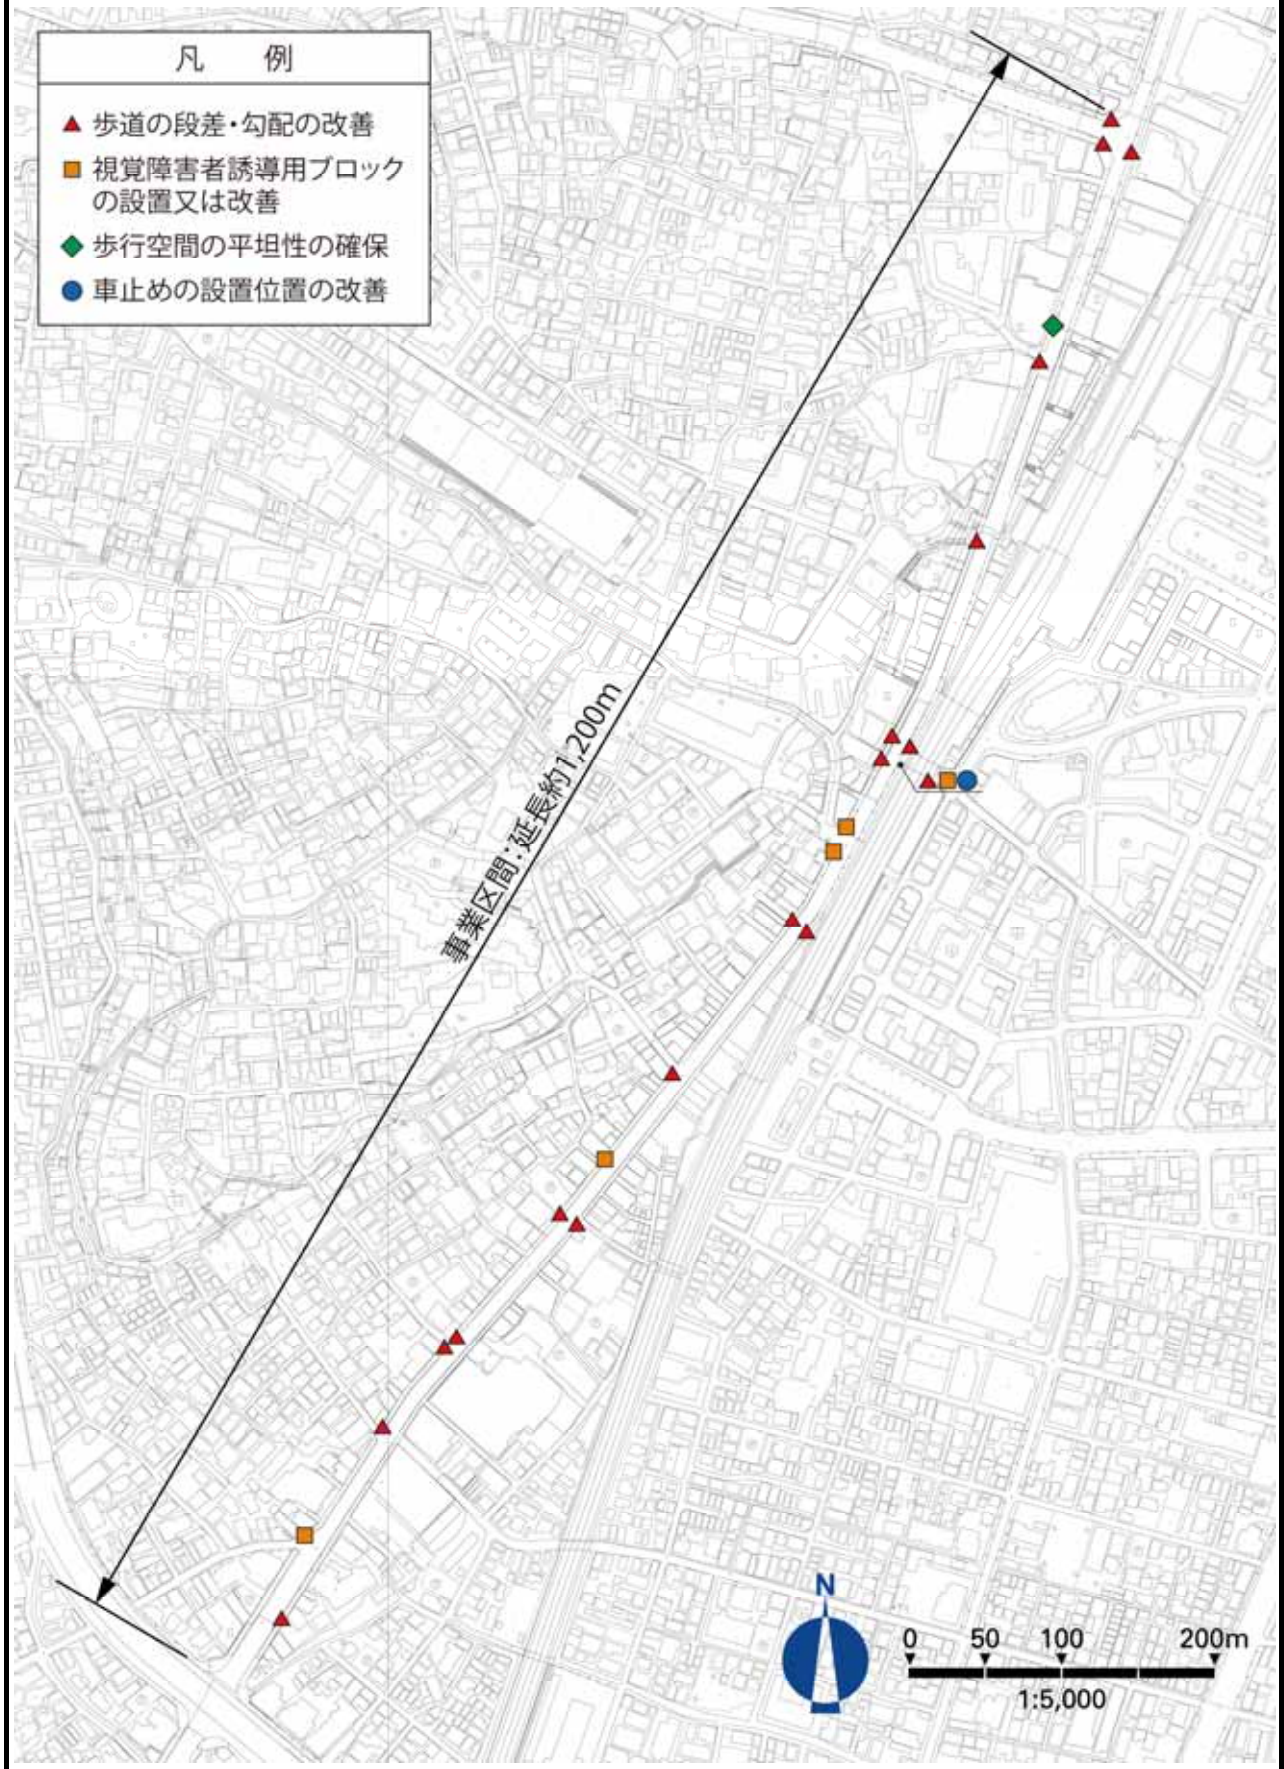 凡 例
歩道の段差・勾配の改善
視覚障害者誘導用ブロック
の設置又は改善
歩行空間の平坦性の確保
車止めの設置位置の改善
事業区間:延長約1,200m
N
0 50 100 200m
1:5,000